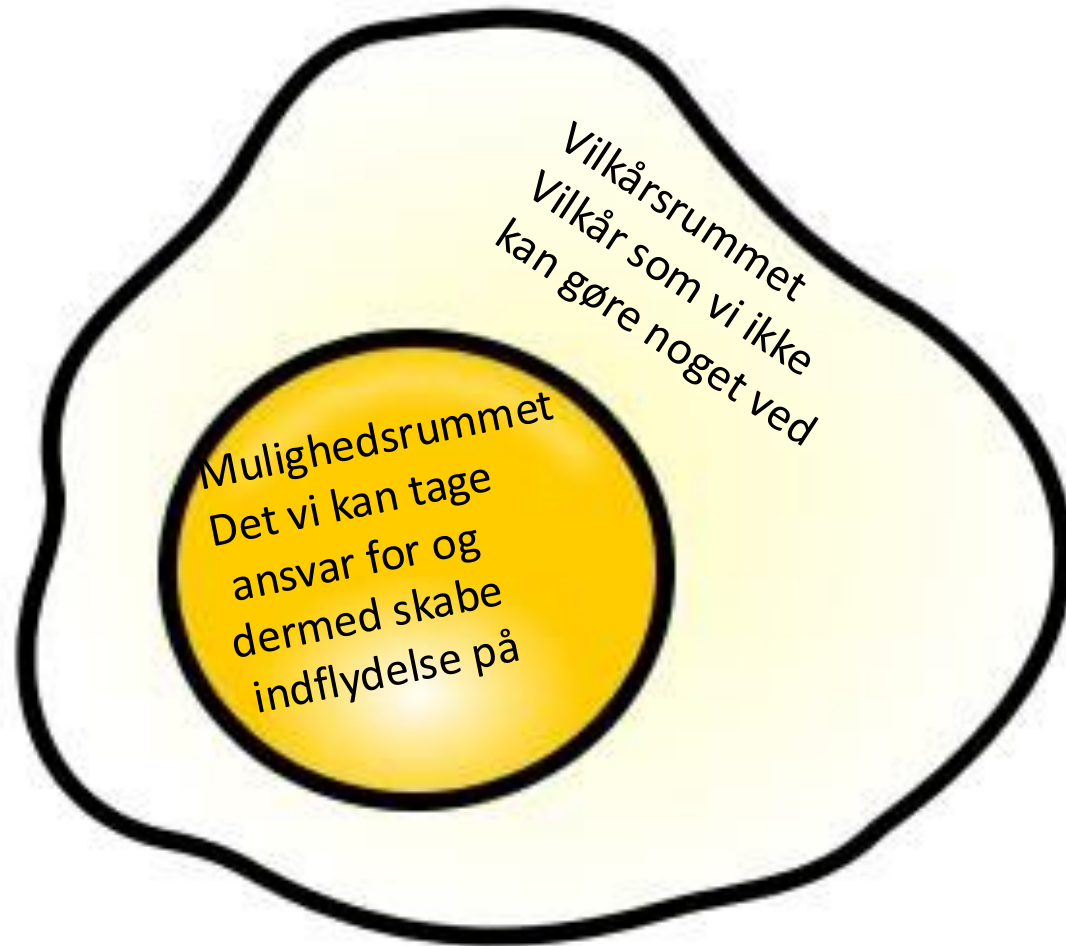 Vilkårsrummet
Vilkår som vi ikke
kan gøre noget ved
Mulighedsrummet
Det vi kan tage
ansvar for og
dermed skabe
indflydelse på